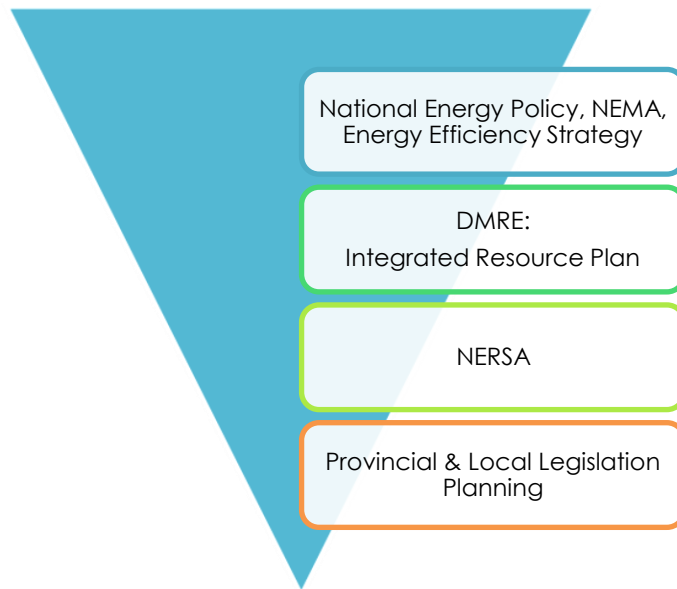 National Energy Policy, NEMA,
Energy Efficiency Strategy
DMRE:
Integrated Resource Plan
NERSA
Provincial & Local Legislation
Planning